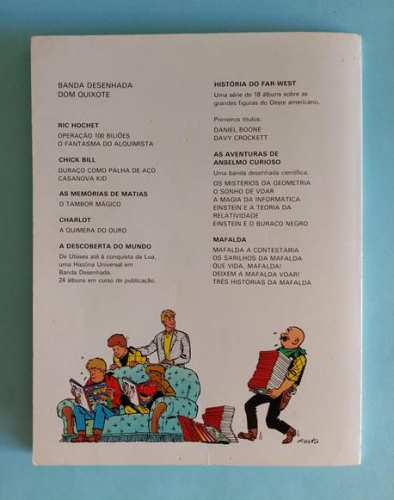 BANDA DESENHADA
DOM QUIXOTE
RIC HOCHET
OPERAÇÃO 100 BILIÕES
O FANTASMA DO ALQUIMISTA
CHICK BILL
DURAÇO COMO PALHA DE AÇO
CASANOVA KID
AS MEMÓRIAS DE MATIAS
O TAMBOR MÁGICO
CHARLOT
A QUIMERA DO OURO
A DESCOBERTA DO MUNDO
De Ulisses até à conquista da Lua,
uma História Universal em
Banda Desenhada.
24 álbuns em curso de publicação.
HISTÓRIA DO FAR-WEST
Uma série de 18 álbuns sobre as
grandes figuras do Oeste americano.
Primeiros títulos:
DANIEL BOONE
DAVY CROCKETT
AS AVENTURAS DE
ANSELMO CURIOSO
Uma banda desenhada científica.
OS MISTÉRIOS DA GEOMETRIA
O SONHO DE VOAR
A MAGIA DA INFORMÁTICA
EINSTEIN E A TEORIA DA
RELATIVIDADE
EINSTEIN E O BURACO NEGRO
MAFALDA
MAFALDA A CONTESTÁRIA
OS SARILHOS DA MAFALDA
QUE VIDA, MAFALDA!
DEIXEM A MAFALDA VOAR!
TRÊS HISTÓRIAS DA MAFALDA